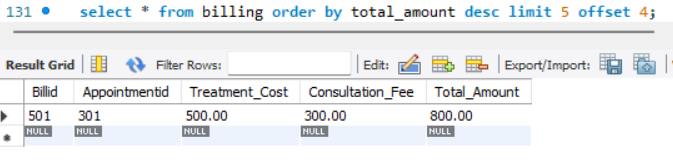 131 select * from billing order by total_amount desc limit 5 offset 4;
Result Grid Filter Rows: Edit: Export/Import:
Billid Appointmentid Treatment_Cost Consultation_Fee Total_Amount
501 301 500.00 300.00 800.00
NULL NULL NULL NULL NULL